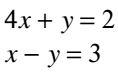 4x + y = 2
x − y = 3